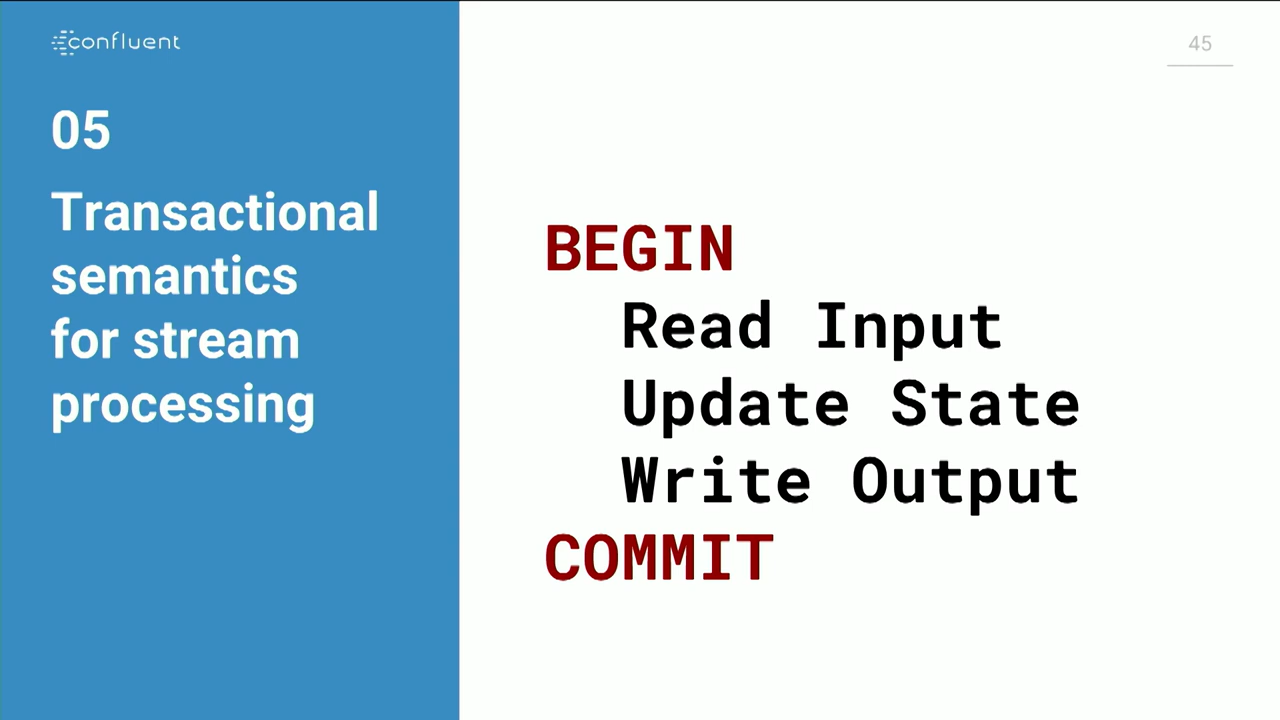 confluent
45
05
Transactional
semantics
for stream
processing
BEGIN
Read Input
Update State
Write Output
COMMIT